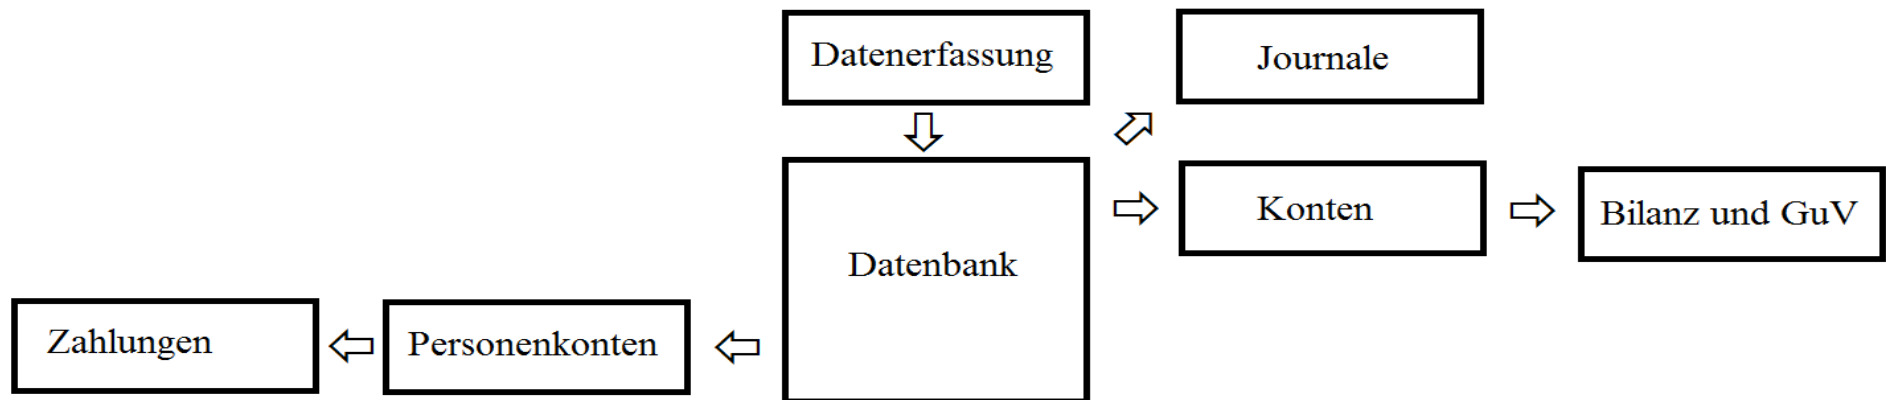 Datenerfassung
Journale
Konten
Bilanz und GuV
Datenbank
Zahlungen
Personenkonten